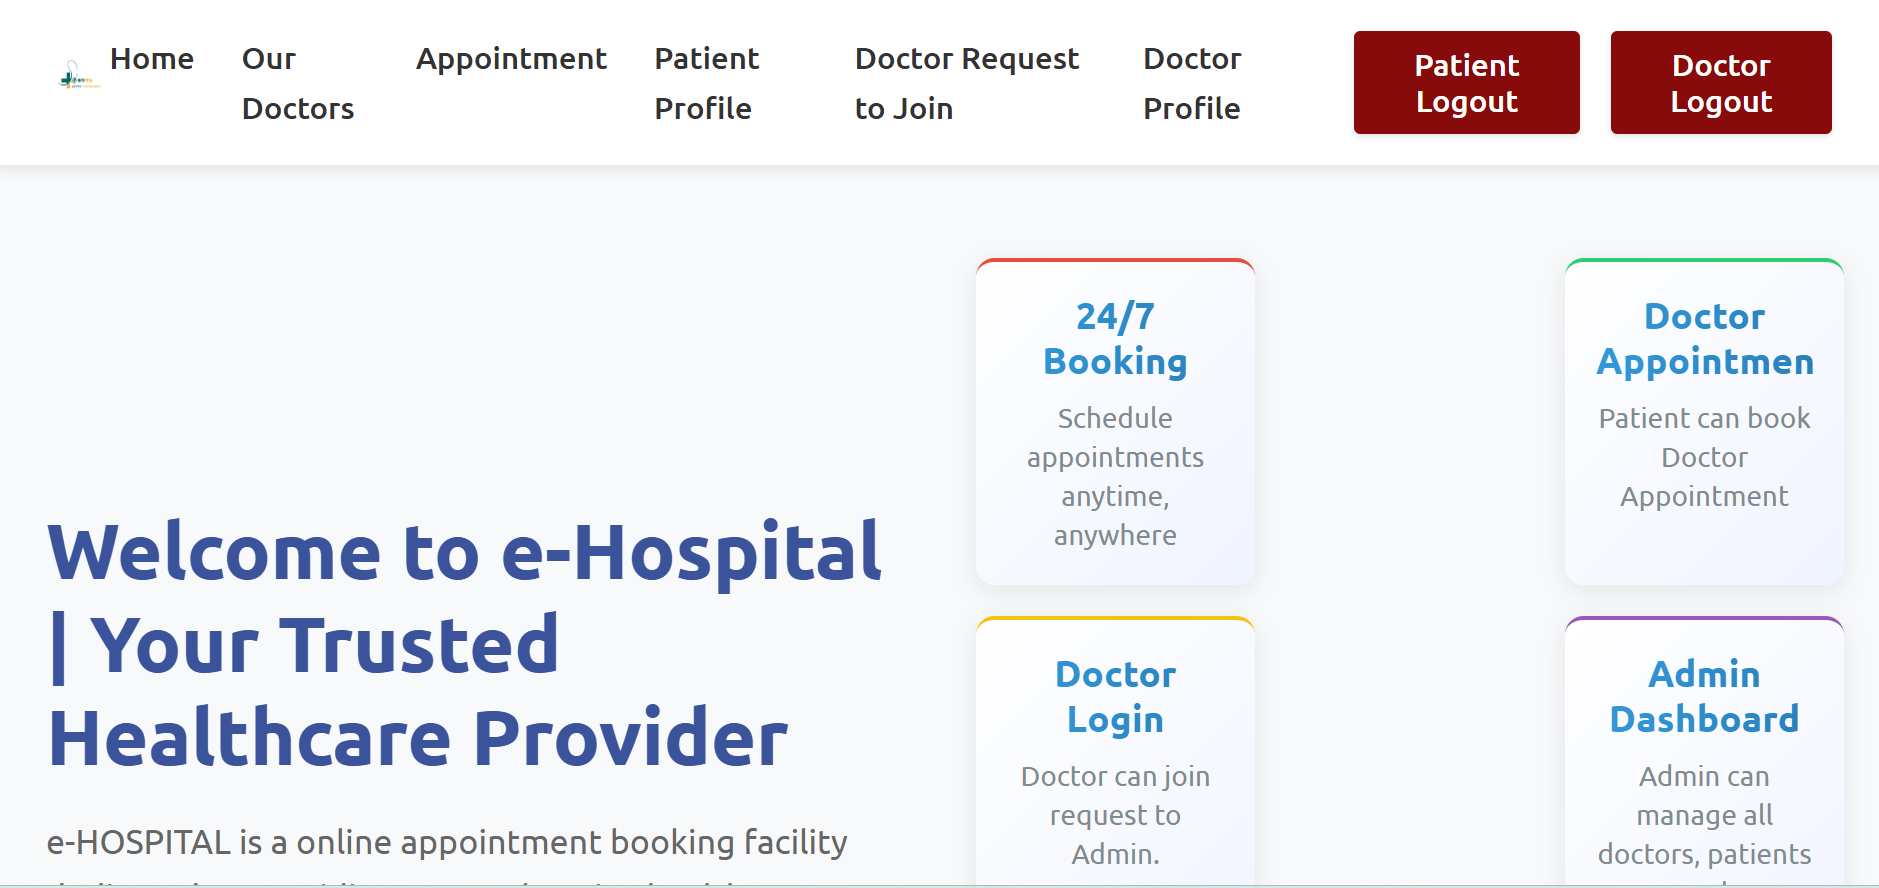 Home
Our
Doctors
Appointment
Patient
Profile
Doctor Request
to Join
Doctor
Profile
Patient
Logout
Doctor
Logout
Welcome to e-Hospital
| Your Trusted
Healthcare Provider
e-HOSPITAL is a online appointment booking facility
24/7
Booking
Schedule
appointments
anytime,
anywhere
Doctor
Appointmen
Patient can book
Doctor
Appointment
Doctor
Login
Doctor can join
request to
Admin.
Admin
Dashboard
Admin can
manage all
doctors, patients